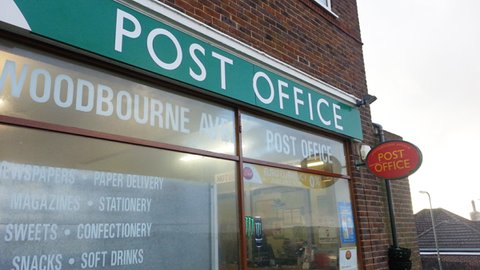 POST OFFICE
WOODBOURNE AVE
POST OFFICE
POST
OFFICE
NEWSPAPERS • PAPER DELIVERY
MAGAZINES • STATIONERY
SWEETS • CONFECTIONERY
SNACKS • SOFT DRINKS